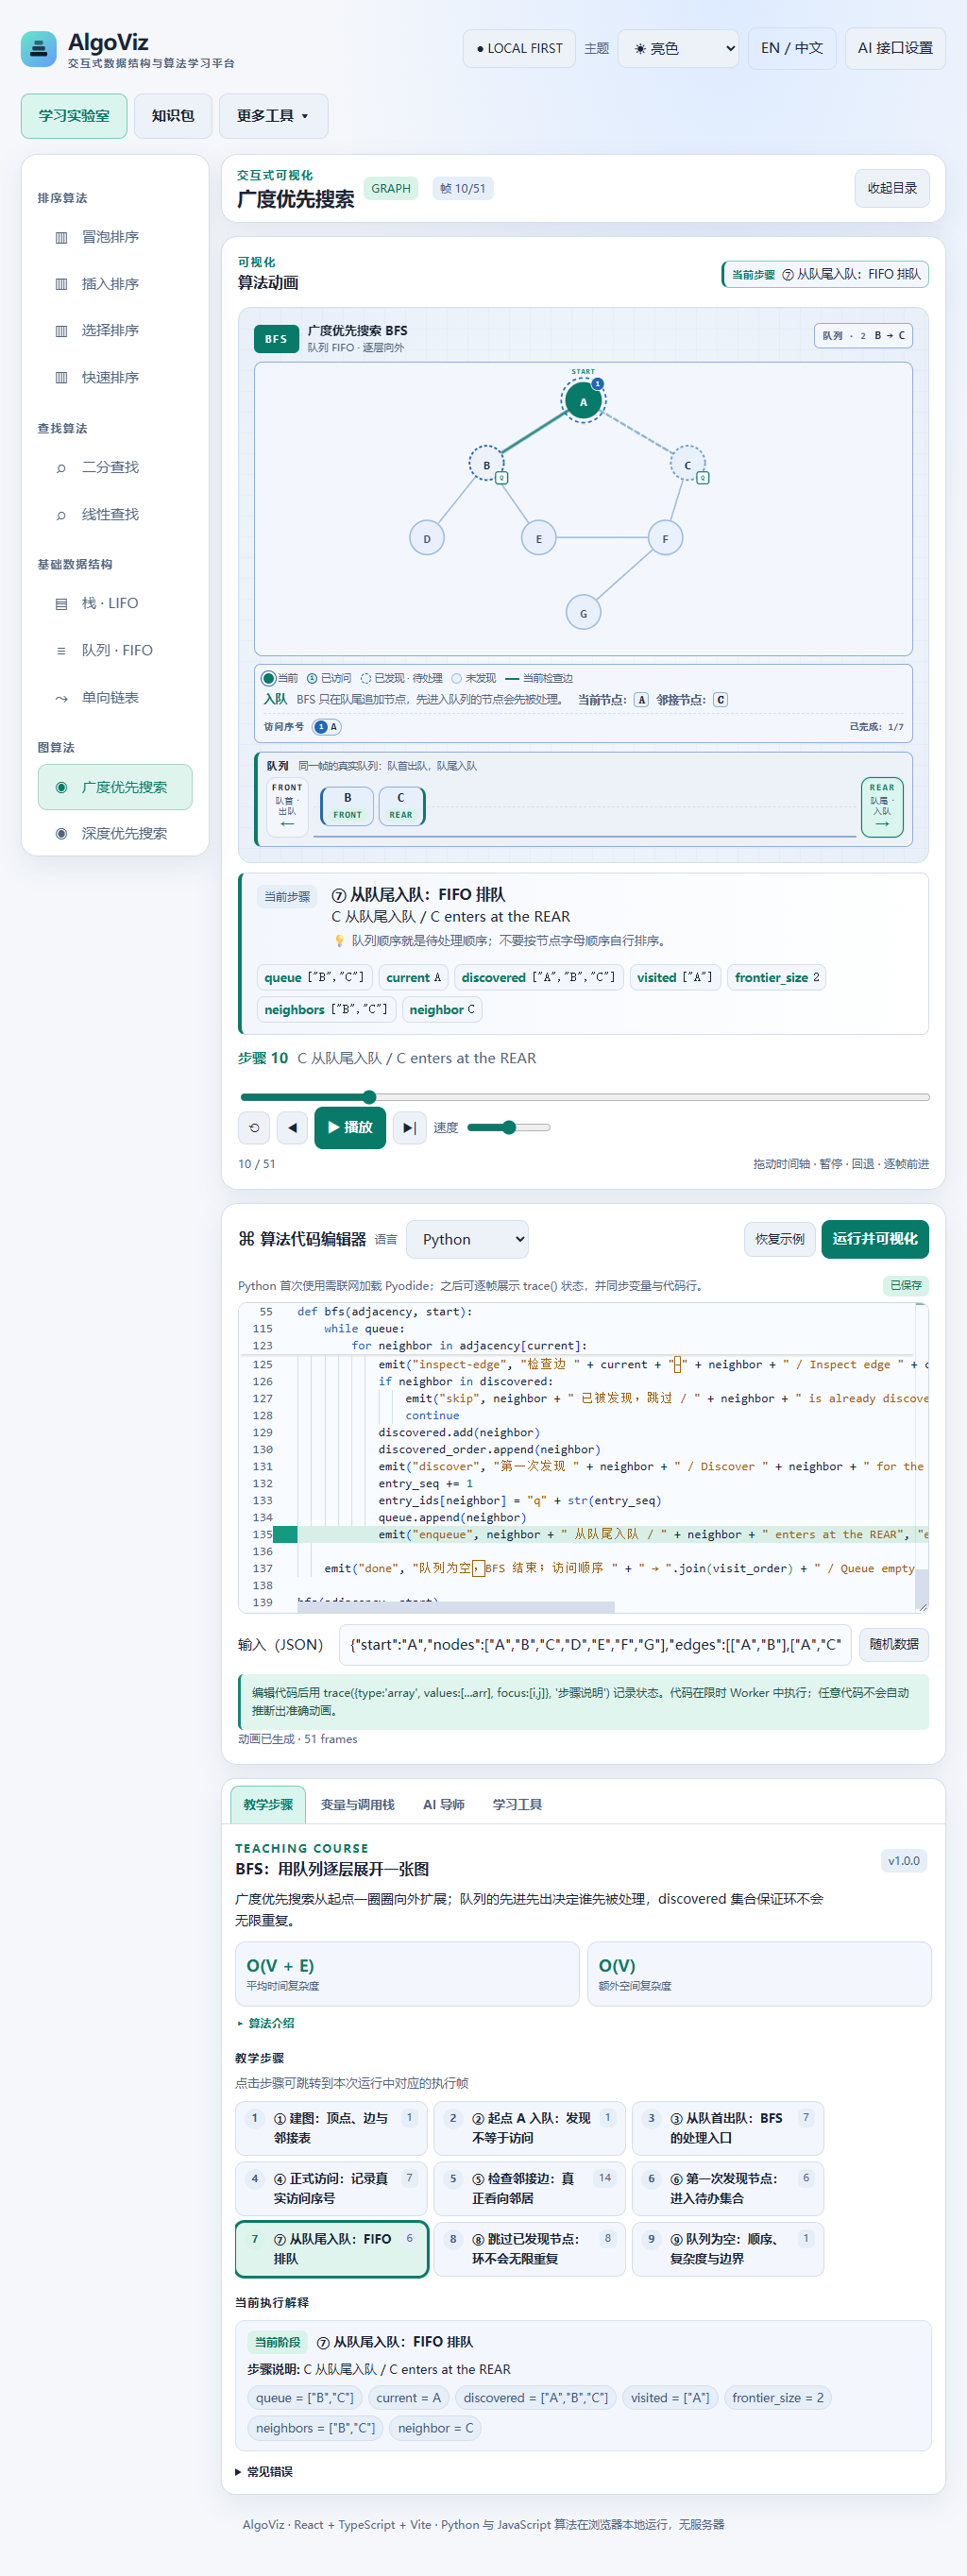 AlgoViz
交互式数据结构与算法学习平台
● LOCAL FIRST
主题
☀ 亮色
EN / 中文
AI 接口设置
学习实验室
知识包
更多工具 ▾
排序算法
冒泡排序
插入排序
选择排序
快速排序
查找算法
二分查找
线性查找
基础数据结构
栈 · LIFO
队列 · FIFO
单向链表
图算法
广度优先搜索
深度优先搜索
交互式可视化
广度优先搜索
GRAPH
帧 10/51
收起目录
可视化
算法动画
当前步骤 ⑦ 从队尾入队：FIFO 排队
BFS
广度优先搜索 BFS
队列 FIFO · 逐层向外
队列 · 2 B → C
START
1
A
B
Q
C
Q
D
E
F
G
当前 1 已访问 已发现 · 待处理 未发现 当前检查边
入队 BFS 只在队尾追加节点，先进入队列的节点会先被处理。 当前节点： A 邻接节点： C
访问序号 1 A
已完成： 1/7
队列 同一帧的真实队列：队首出队，队尾入队
FRONT
队首 · 出队
←
B
FRONT
C
REAR
REAR
队尾 · 入队
→
当前步骤
⑦ 从队尾入队：FIFO 排队
C 从队尾入队 / C enters at the REAR
💡 队列顺序就是待处理顺序；不要按节点字母顺序自行排序。
queue ["B","C"]
current A
discovered ["A","B","C"]
visited ["A"]
frontier_size 2
neighbors ["B","C"]
neighbor C
步骤 10 C 从队尾入队 / C enters at the REAR
▶ 播放
速度
10 / 51
拖动时间轴 · 暂停 · 回退 · 逐帧前进
⌘ 算法代码编辑器
语言
Python
恢复示例
运行并可视化
Python 首次使用需联网加载 Pyodide；之后可逐帧展示 trace() 状态，并同步变量与代码行。
已保存
55 def bfs(adjacency, start):
115 while queue:
123 for neighbor in adjacency[current]:
125 emit("inspect-edge", "检查边 " + current + "-" + neighbor + " / Inspect edge " + c
126 if neighbor in discovered:
127 emit("skip", neighbor + " 已被发现，跳过 / " + neighbor + " is already discove
128 continue
129 discovered.add(neighbor)
130 discovered_order.append(neighbor)
131 emit("discover", "第一次发现 " + neighbor + " / Discover " + neighbor + " for the
132 entry_seq += 1
133 entry_ids[neighbor] = "q" + str(entry_seq)
134 queue.append(neighbor)
135 emit("enqueue", neighbor + " 从队尾入队 / " + neighbor + " enters at the REAR", "e
136
137 emit("done", "队列为空，BFS 结束；访问顺序 " + " → ".join(visit_order) + " / Queue empty
138
139 bfs(adjacency, start)
输入（JSON）
{"start":"A","nodes":["A","B","C","D","E","F","G"],"edges":[["A","B"],["A","C"
随机数据
编辑代码后用 trace({type:'array', values:[...arr], focus:[i,j]}, '步骤说明') 记录状态。代码在限时 Worker 中执行；任意代码不会自动
推断出准确动画。
动画已生成 · 51 frames
教学步骤
变量与调用栈
AI 导师
学习工具
TEACHING COURSE
BFS：用队列逐层展开一张图
v1.0.0
广度优先搜索从起点一圈圈向外扩展；队列的先进先出决定谁先被处理，discovered 集合保证环不会
无限重复。
O(V + E)
平均时间复杂度
O(V)
额外空间复杂度
▸ 算法介绍
教学步骤
点击步骤可跳转到本次运行中对应的执行帧
1 ① 建图：顶点、边与邻接表 1
2 ② 起点 A 入队：发现不等于访问 1
3 ③ 从队首出队：BFS 的处理入口 7
4 ④ 正式访问：记录真实访问序号 7
5 ⑤ 检查邻接边：真正看向邻居 14
6 ⑥ 第一次发现节点：进入待办集合 6
7 ⑦ 从队尾入队：FIFO 排队 6
8 ⑧ 跳过已发现节点：环不会无限重复 8
9 ⑨ 队列为空：顺序、复杂度与边界 1
当前执行解释
当前阶段 ⑦ 从队尾入队：FIFO 排队
步骤说明: C 从队尾入队 / C enters at the REAR
queue = ["B","C"]
current = A
discovered = ["A","B","C"]
visited = ["A"]
frontier_size = 2
neighbors = ["B","C"]
neighbor = C
▶ 常见错误
AlgoViz · React + TypeScript + Vite · Python 与 JavaScript 算法在浏览器本地运行，无服务器